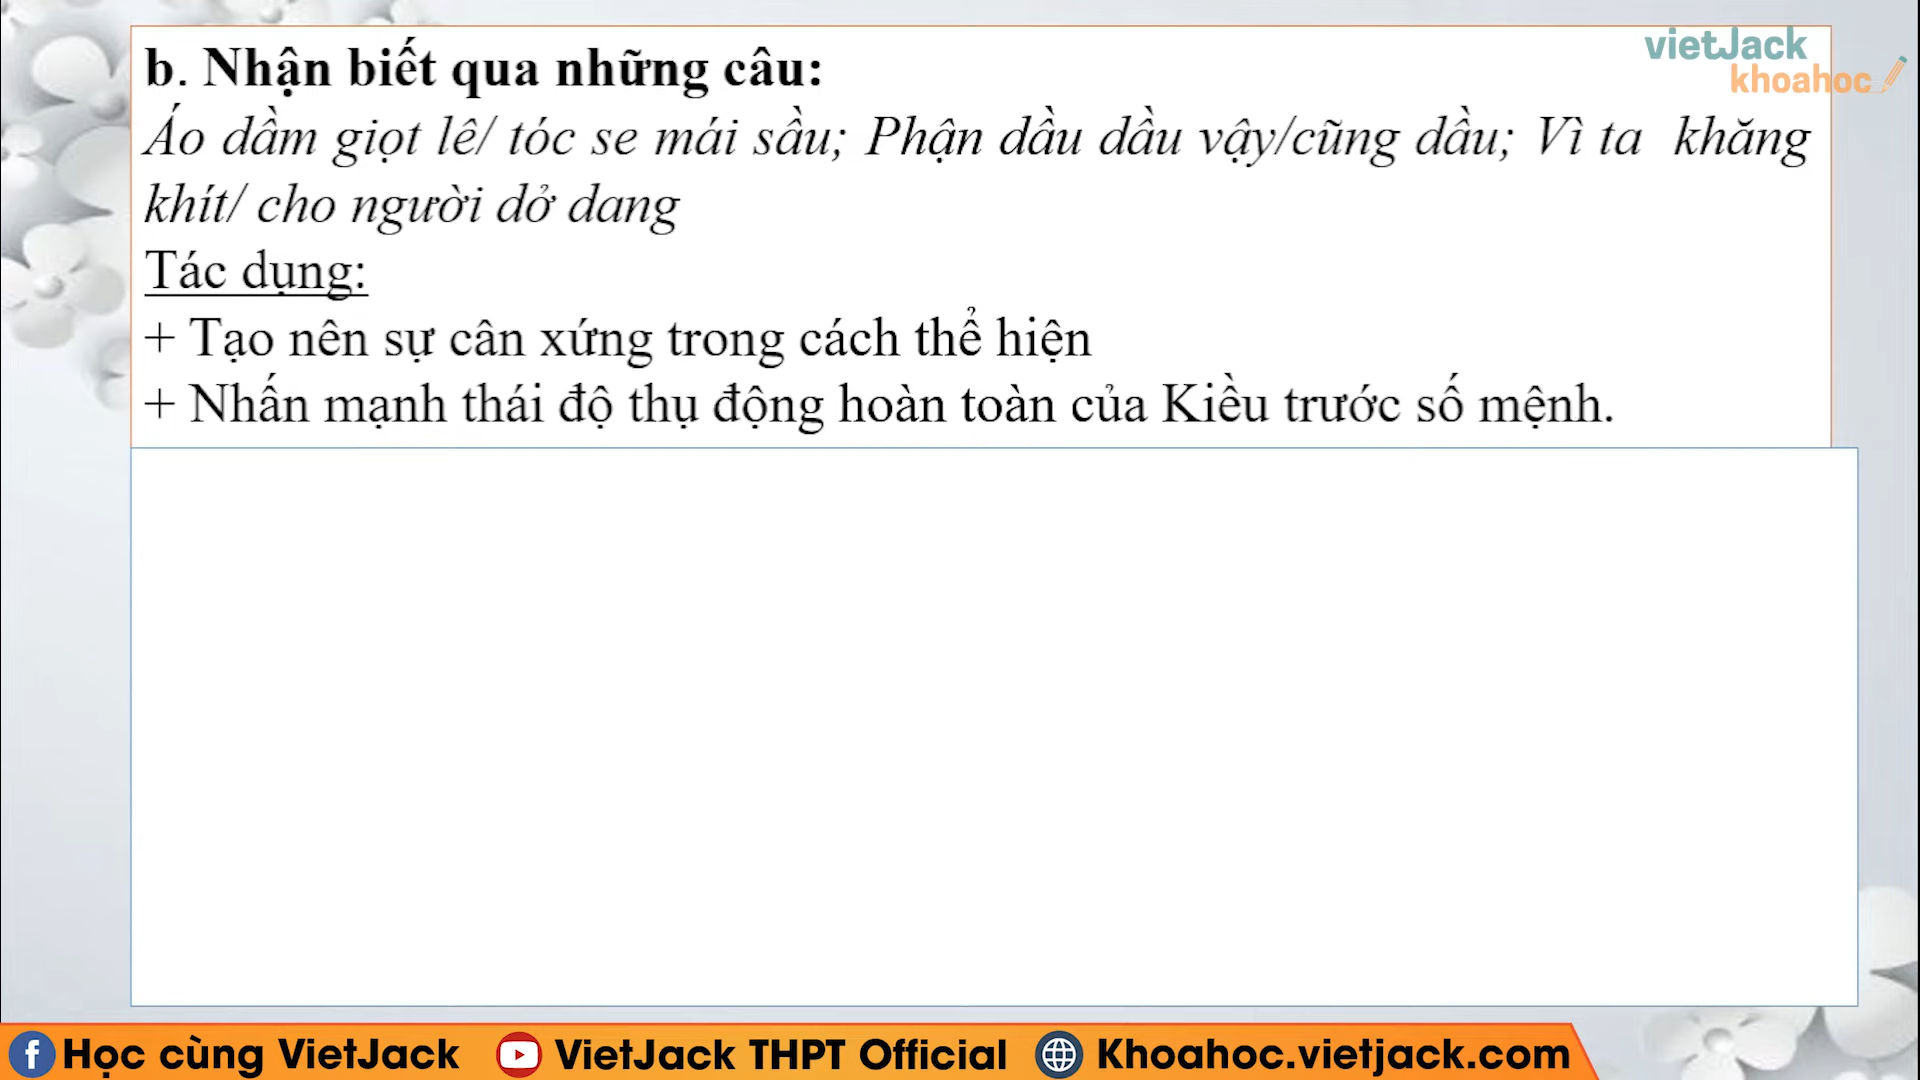 vietJack
khoahoc
b. Nhận biết qua những câu:
Áo dầm giọt lê/ tóc se mái sầu; Phận dầu dầu vậy/cũng dầu; Vì ta khăng
khít/ cho người dở dang
Tác dụng:
+ Tạo nên sự cân xứng trong cách thể hiện
+ Nhấn mạnh thái độ thụ động hoàn toàn của Kiều trước số mệnh.
Học cùng VietJack VietJack THPT Official Khoahoc.vietjack.com